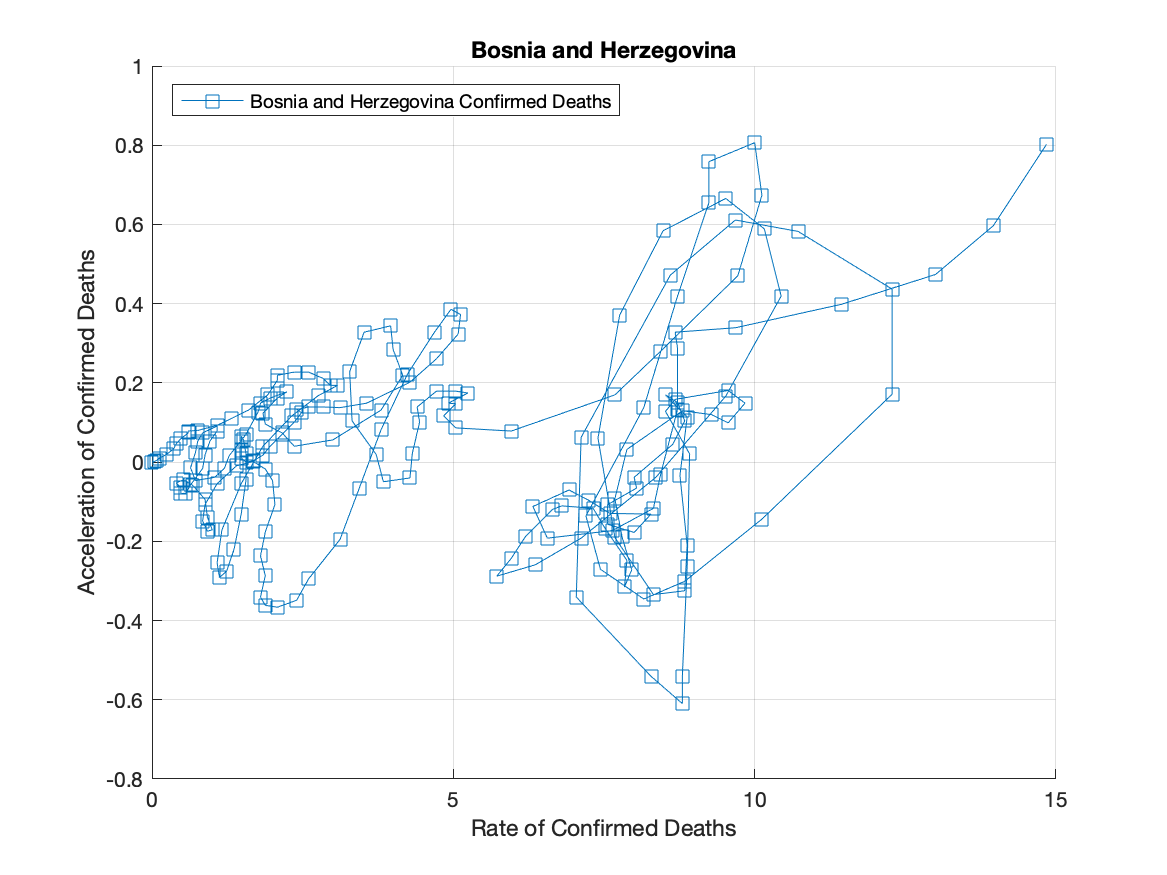 Bosnia and Herzegovina
Bosnia and Herzegovina Confirmed Deaths
1
0.8
0.6
0.4
0.2
0
-0.2
-0.4
-0.6
-0.8
Acceleration of Confirmed Deaths
0 5 10 15
Rate of Confirmed Deaths